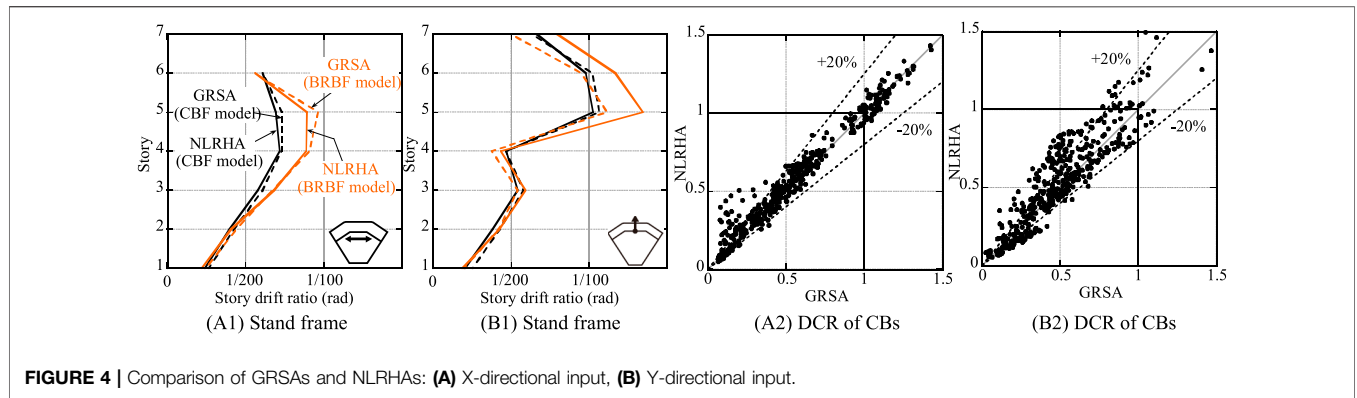 7
6
5
4
3
2
1
Story
GRSA
(BRBF model)
GRSA
(CBF model)
NLRHA
(CBF model)
NLRHA
(BRBF model)
0
1/200
1/100
Story drift ratio (rad)
(A1) Stand frame
7
6
5
4
3
2
1
Story
0
1/200
1/100
Story drift ratio (rad)
(B1) Stand frame
1.5
1
0.5
0
NLRHA
+20%
-20%
0
0.5
1
1.5
GRSA
(A2) DCR of CBs
1.5
1
0.5
0
NLRHA
+20%
-20%
0
0.5
1
1.5
GRSA
(B2) DCR of CBs
FIGURE 4 | Comparison of GRSAs and NLRHAs: (A) X-directional input, (B) Y-directional input.